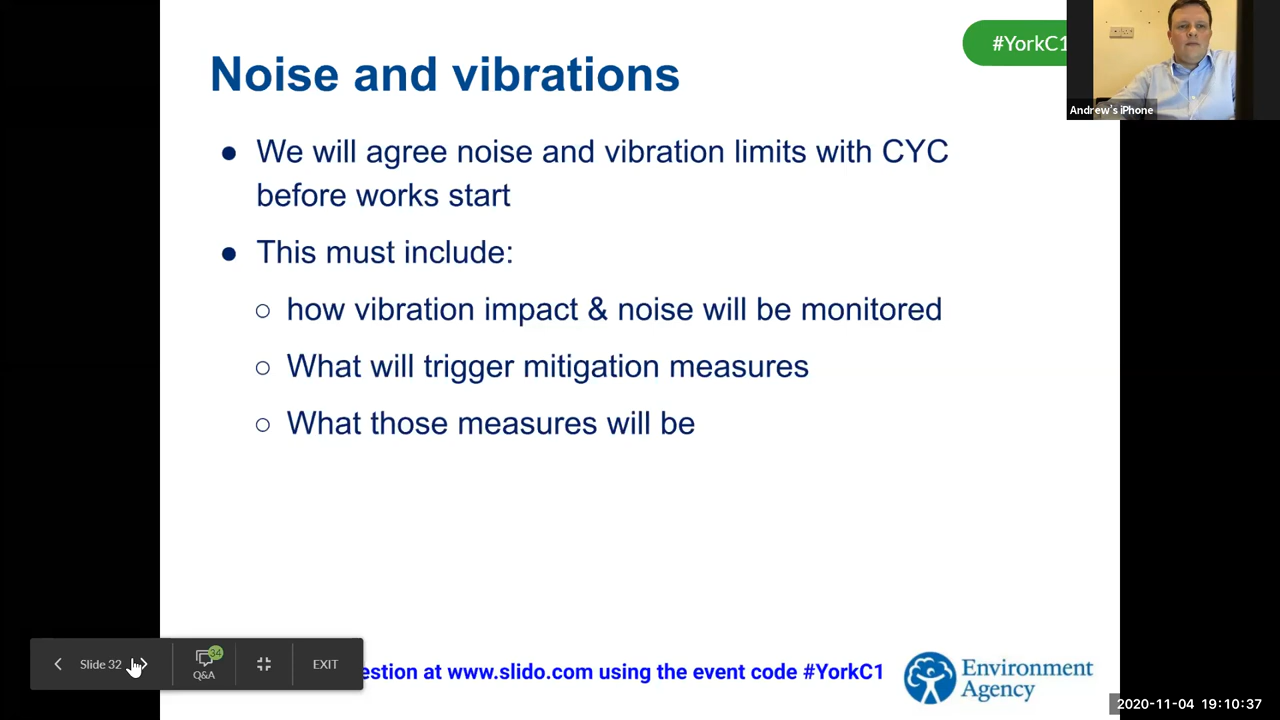 Noise and vibrations
#YorkC1
Andrew's iPhone
● We will agree noise and vibration limits with CYC
before works start
● This must include:
○ how vibration impact & noise will be monitored
○ What will trigger mitigation measures
○ What those measures will be
Slide 32
34
Q&A
EXIT
estion at www.slido.com using the event code #YorkC1
Environment
Agency
2020-11-04 19:10:37